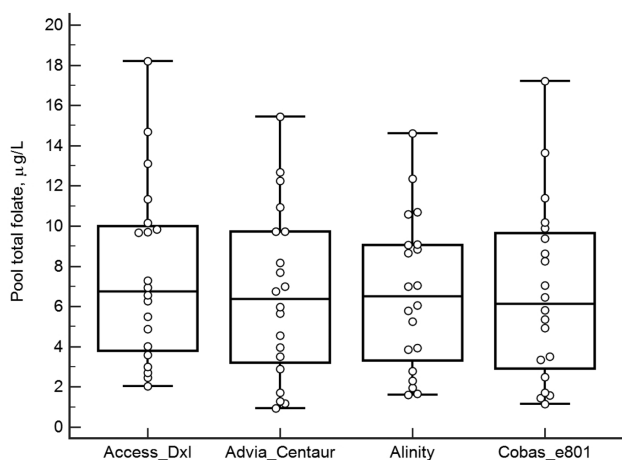 Pool total folate, μg/L
20
18
16
14
12
10
8
6
4
2
0
Access_DxI
Advia_Centaur
Alinity
Cobas_e801